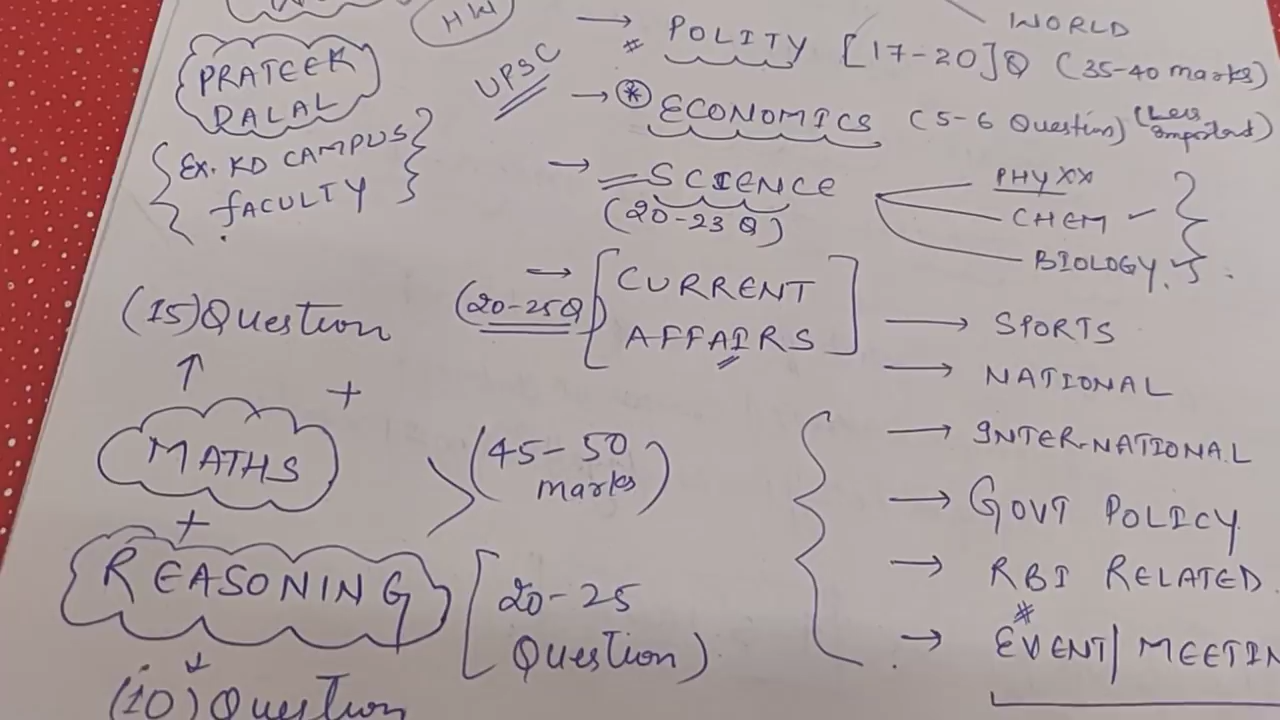 HW
WORLD
PRATEEK
DALAL
Ex. KD CAMPUS
FACULTY
UPSC
→ # POLITY [17-20]Q (35-40 marks)
→ * ECONOMICS (5-6 Question) (Less important)
→ SCIENCE
(20-23 Q)
PHYXX
CHEM
BIOLOGY
→ CURRENT
AFFAIRS
(20-25Q)
→ SPORTS
→ NATIONAL
→ INTERNATIONAL
→ GOVT POLICY
→ RBI RELATED
→ EVENT/ MEETIN
#
(15) Question
↑
+
MATHS
+
REASONING
(45-50
marks)
[20-25
Question)
(10) Question